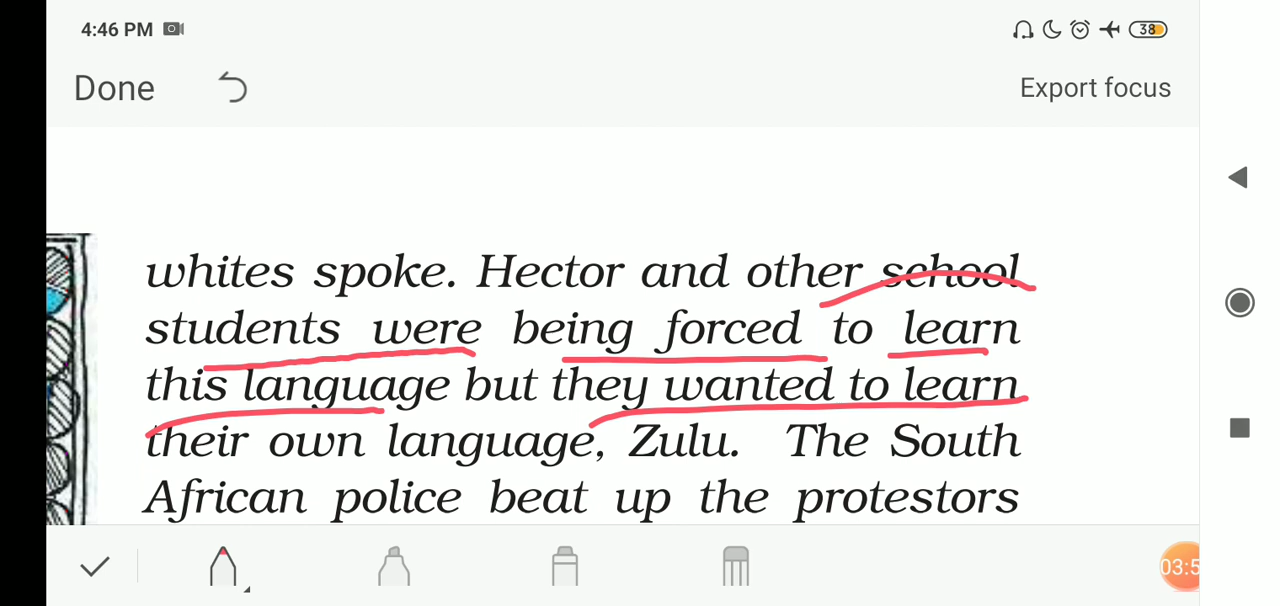 4:46 PM
38
Done
Export focus
whites spoke. Hector and other school
students were being forced to learn
this language but they wanted to learn
their own language, Zulu. The South
African police beat up the protestors
03:5